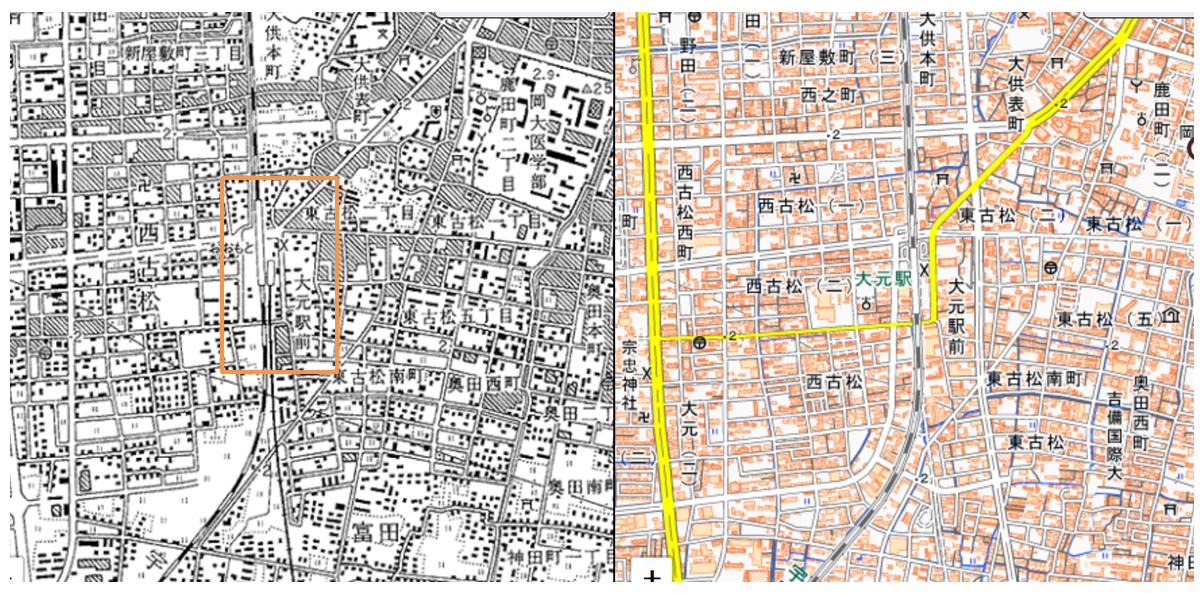 新屋敷町三丁目
大供本町
大供表町
2.9
25
鹿田町二丁目
岡大医学部
2
東古松二丁目
東古松一丁目
西古松
おおもと
大元駅前
東古松五丁目
奥田本町
東古松南町
奥田西町
奥田南町
富田
神田町二丁目
宇
野田(二)
新屋敷町(三)
大供本町
西之町
大供表町
鹿田町(二)
岡
西古松西町
西古松(一)
東古松(二)
東古松(一)
町
西古松(二)
大元駅
大元駅前
東古松(五)
宗忠神社
西古松
東古松南町
奥田西町
大元(二)
東古松
吉備国際大
(二)
神田
宇
+